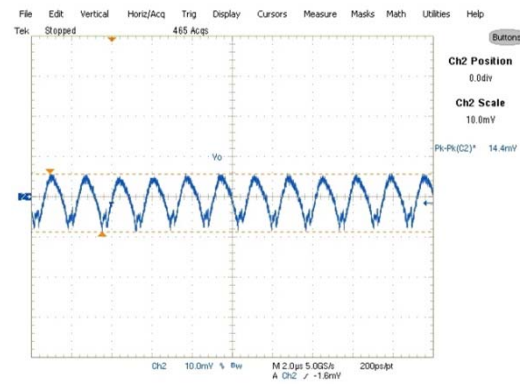 File Edit Vertical Horiz/Acq Trig Display Cursors Measure Masks Math Utilities Help
Tek Stopped 465 Acqs
Buttons
Ch2 Position
0.0div
Ch2 Scale
10.0mV
Pk-Pk(C2)* 14.4mV
Vo
Ch2 10.0mV % Bw M 2.0µs 5.0GS/s 200ps/pt
A Ch2 / -1.6mV